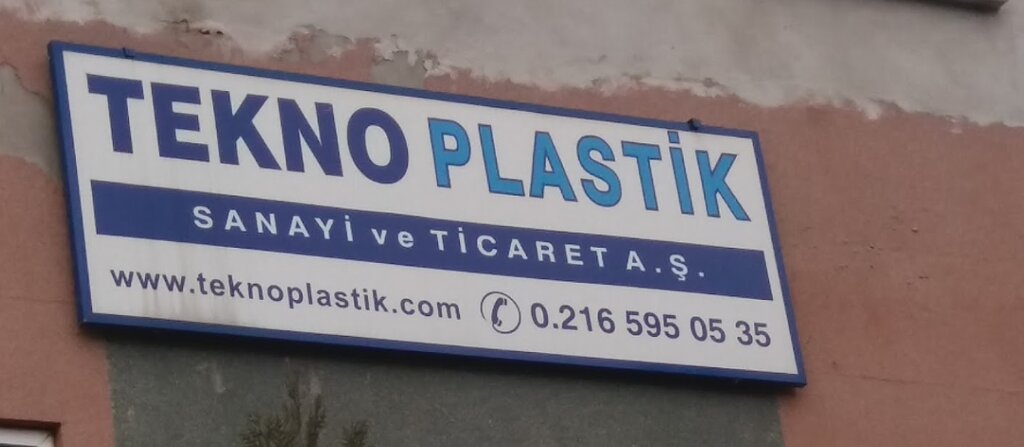 TEKNO PLASTİK
SANAYİ ve TİCARET A.Ş.
www.teknoplastik.com 0.216 595 05 35